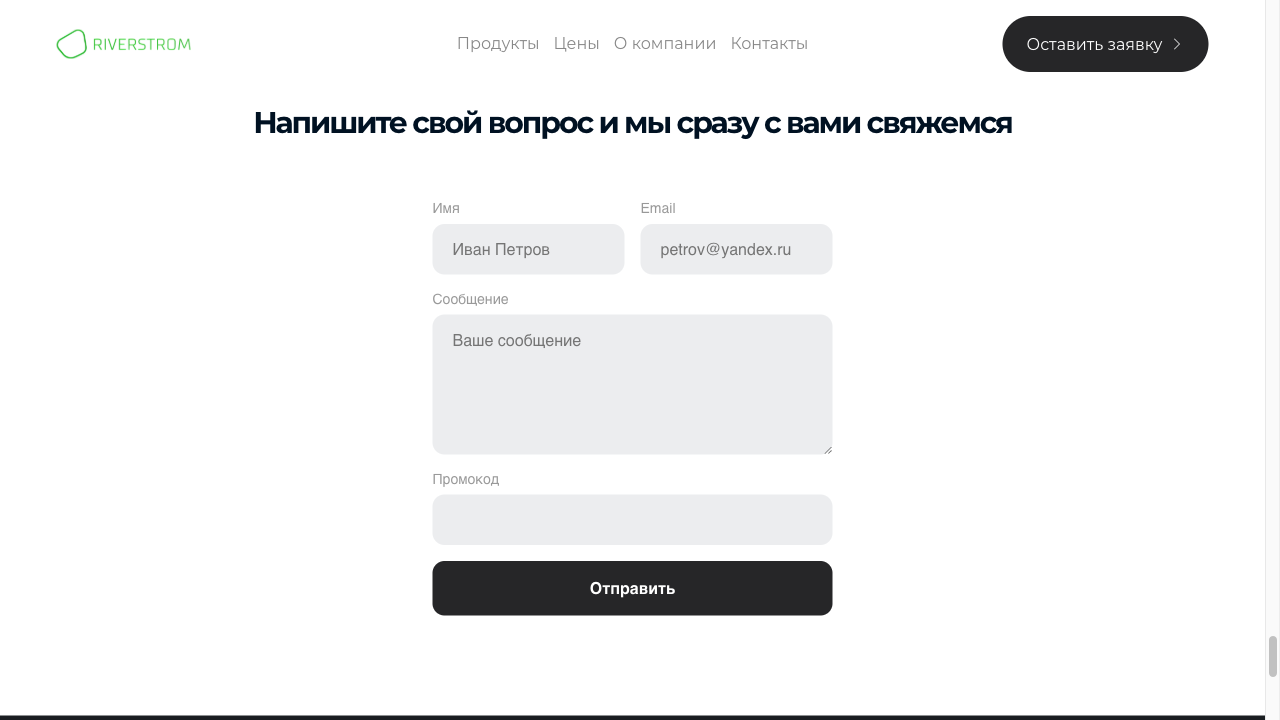 RIVERSTROM
Продукты Цены О компании Контакты
Оставить заявку
Напишите свой вопрос и мы сразу с вами свяжемся
Имя Email
Иван Петров petrov@yandex.ru
Сообщение
Ваше сообщение
Промокод
Отправить